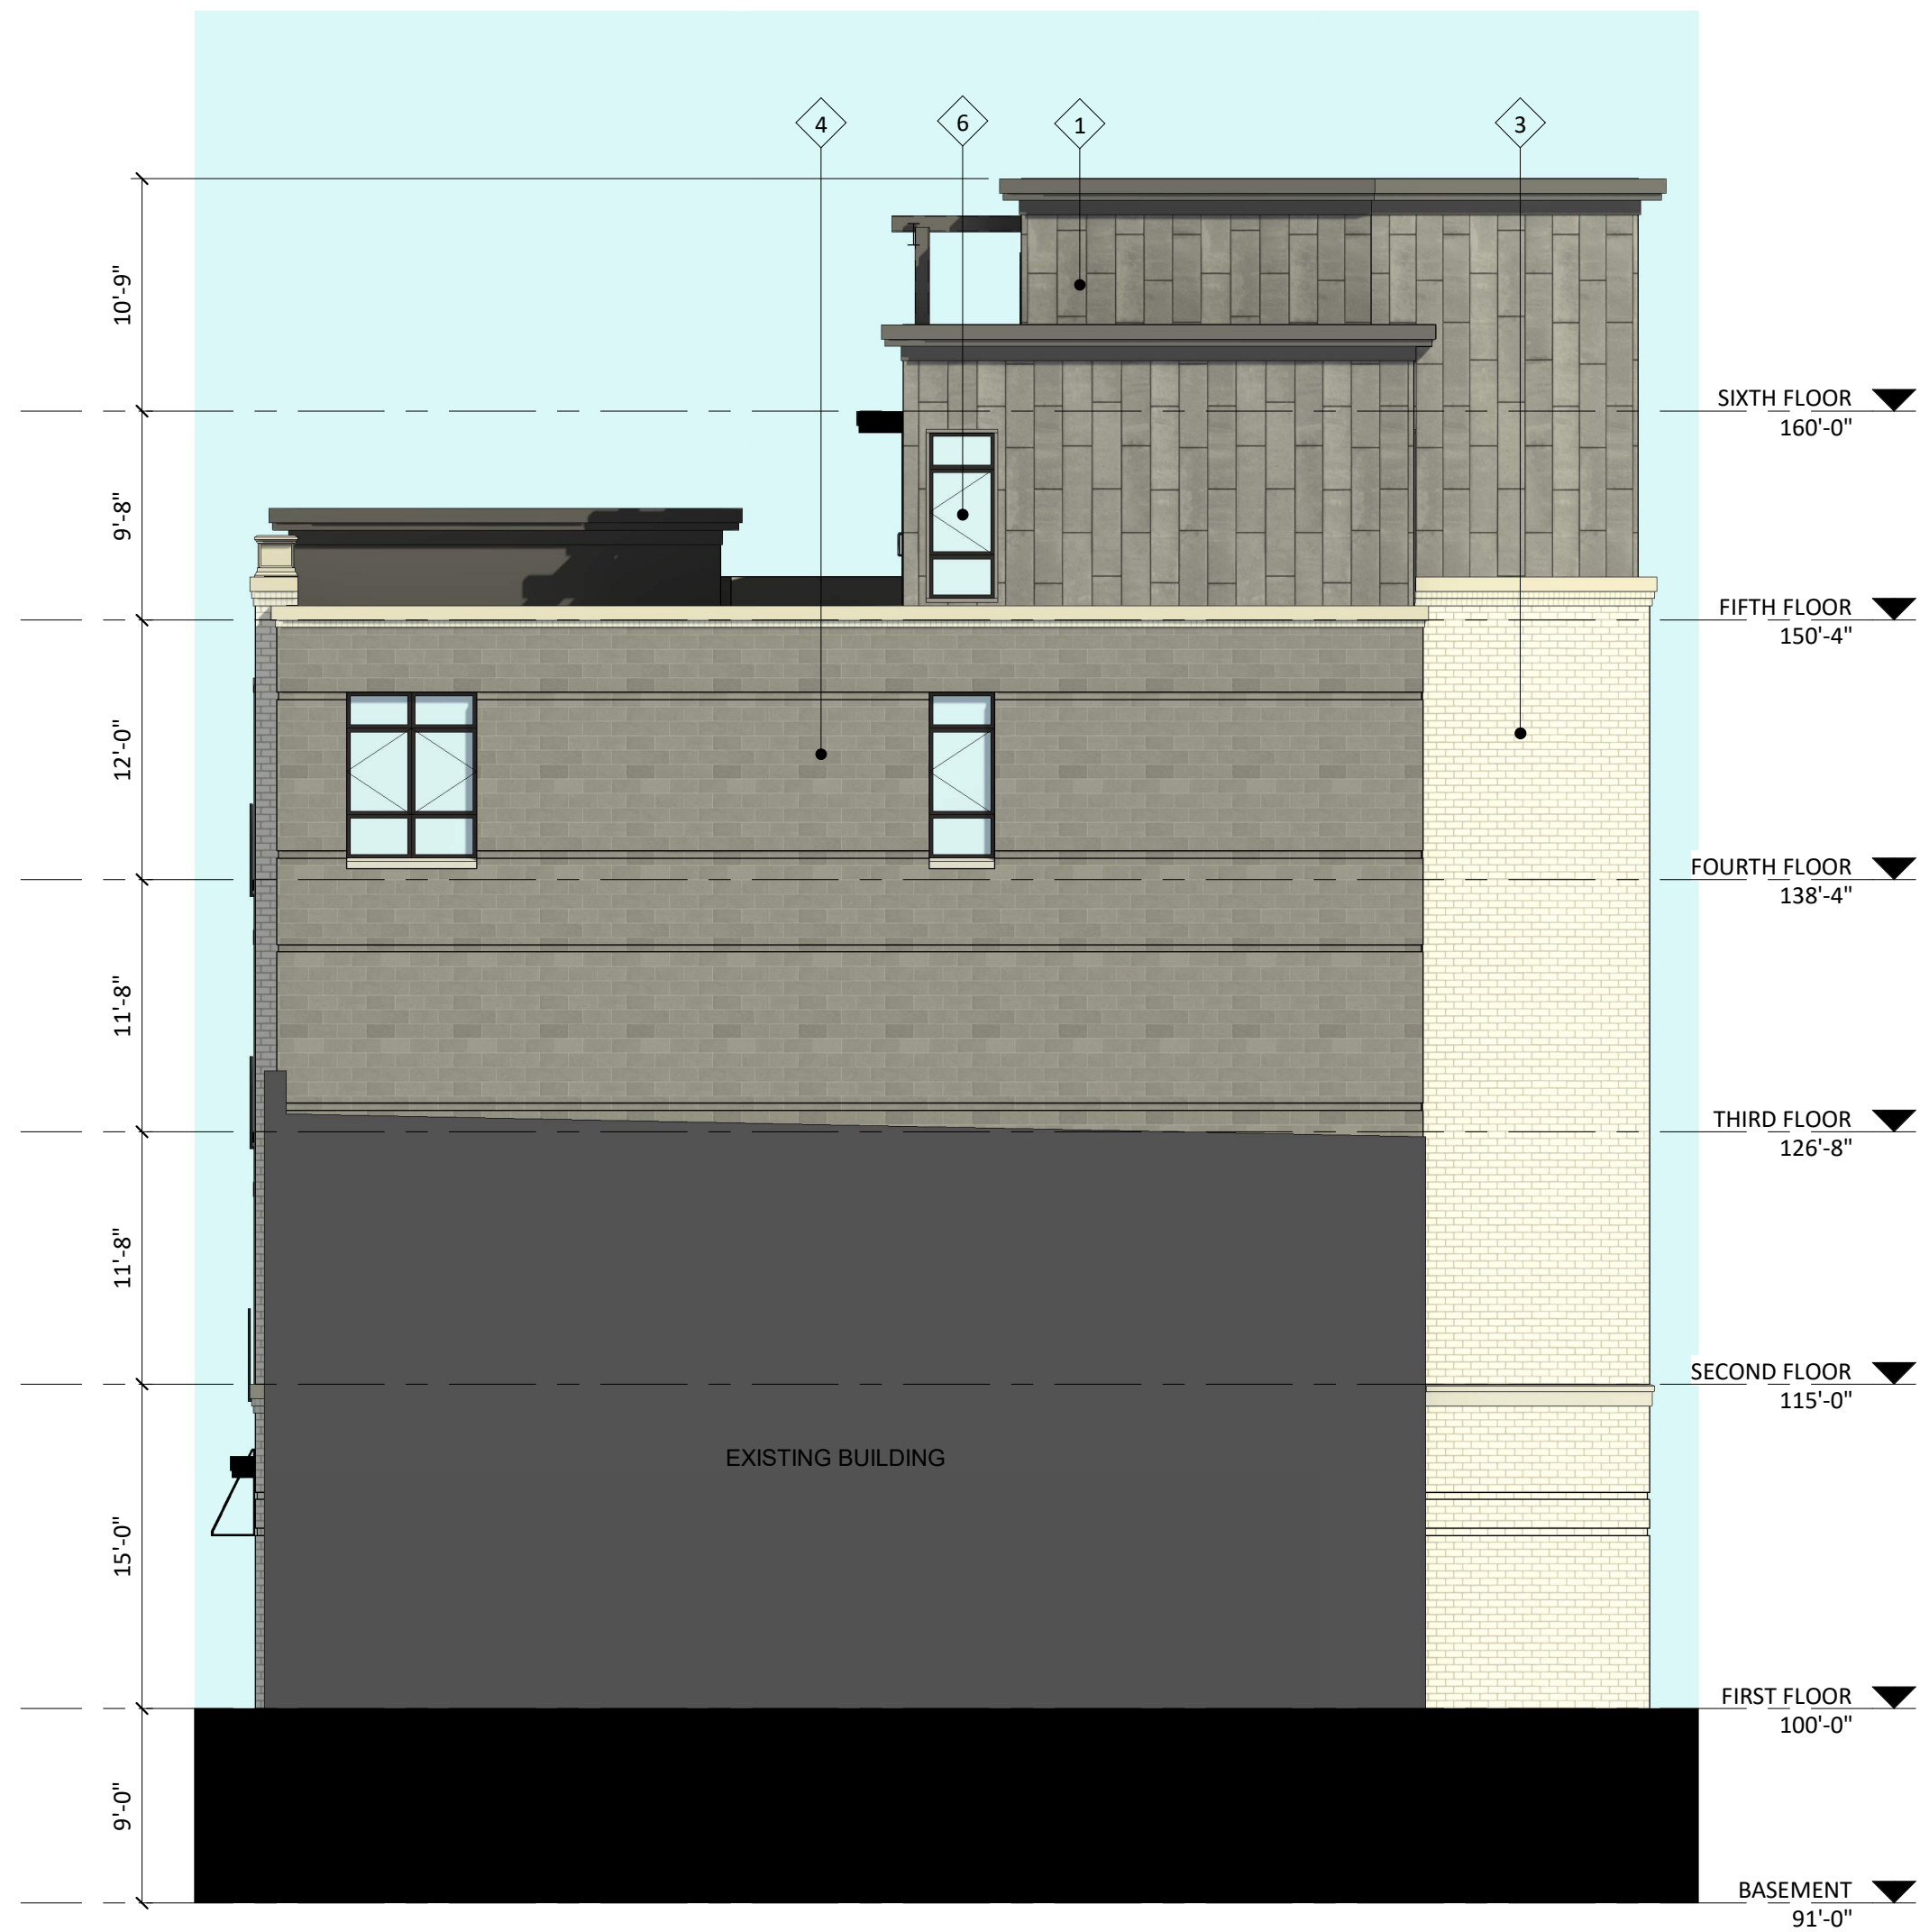 4
6
1
3
10'-9"
SIXTH FLOOR
160'-0"
9'-8"
FIFTH FLOOR
150'-4"
12'-0"
FOURTH FLOOR
138'-4"
11'-8"
THIRD FLOOR
126'-8"
11'-8"
SECOND FLOOR
115'-0"
EXISTING BUILDING
15'-0"
FIRST FLOOR
100'-0"
9'-0"
BASEMENT
91'-0"